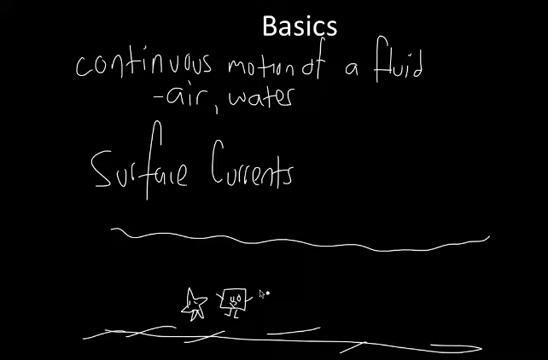 Basics
continuous motion of a fluid
-air, water
Surface Currents